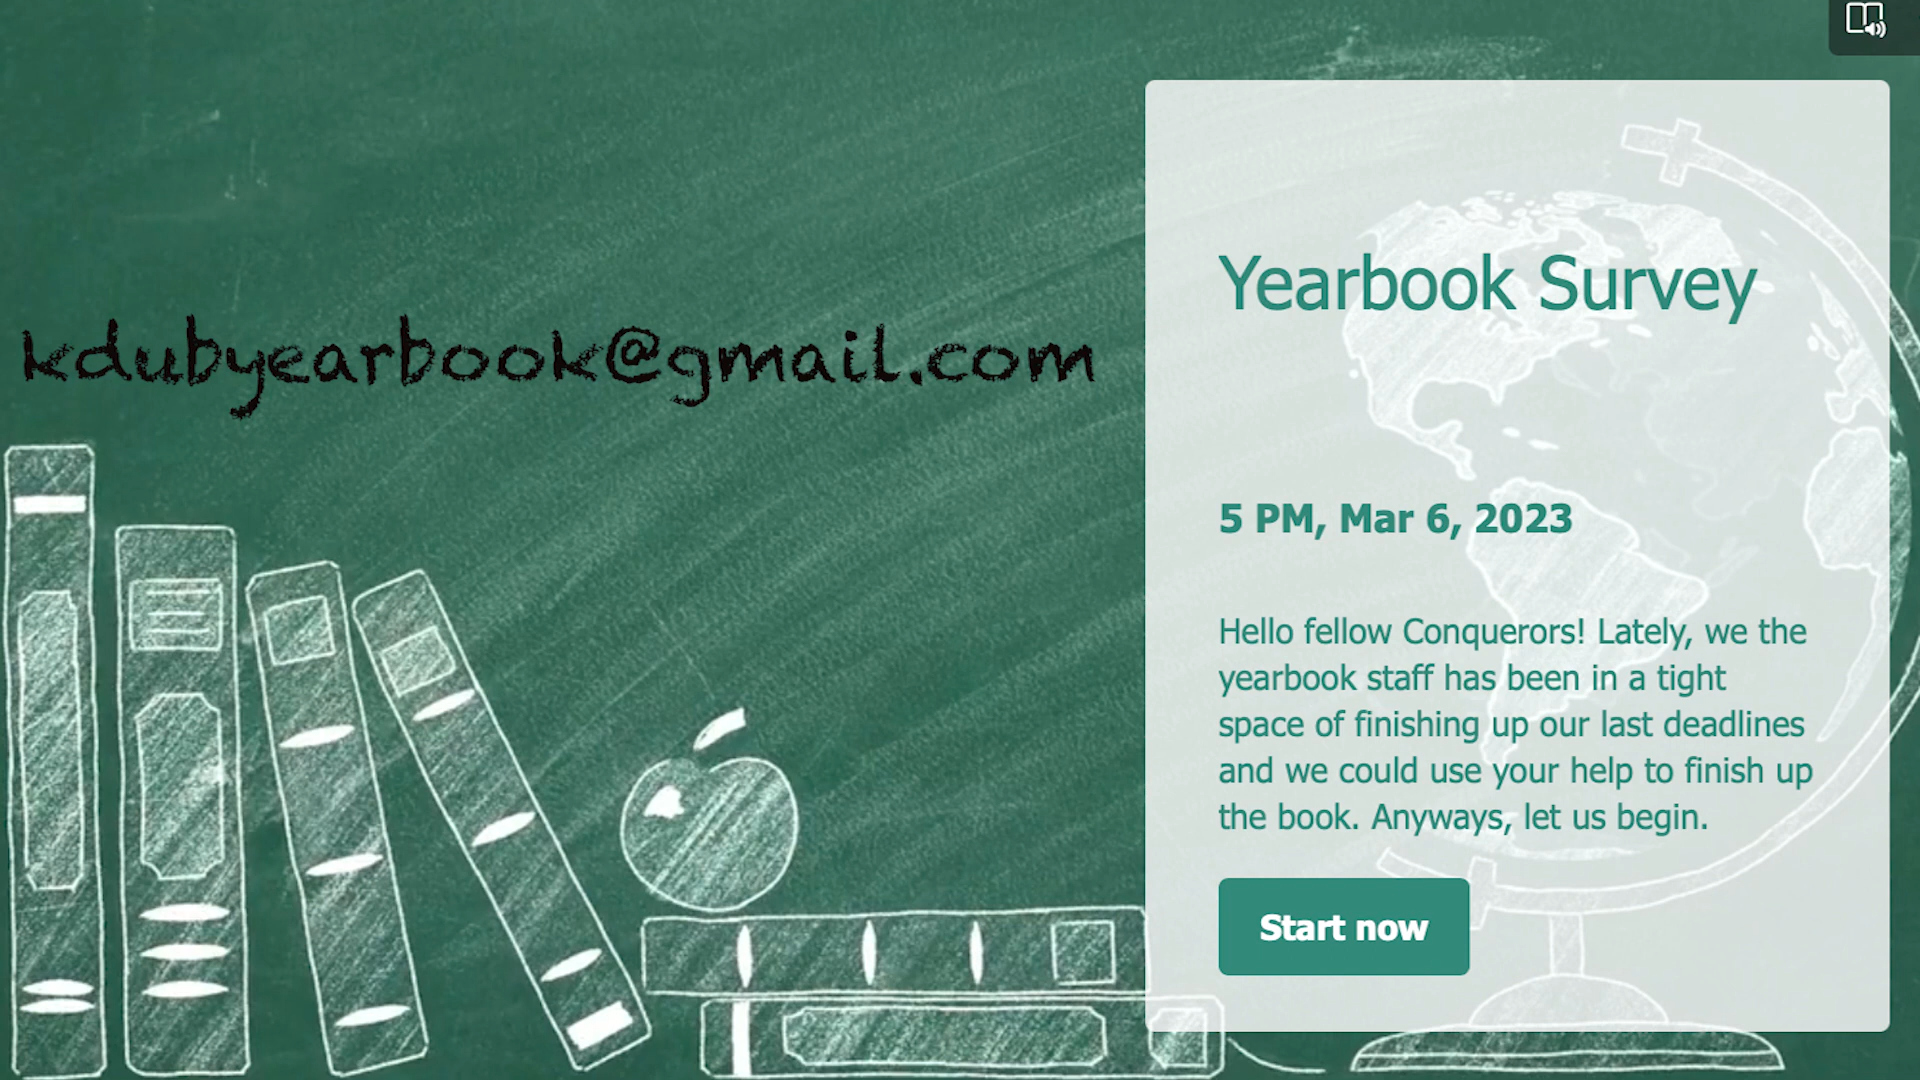 kdubyearbook@gmail.com
Yearbook Survey
5 PM, Mar 6, 2023
Hello fellow Conquerors! Lately, we the
yearbook staff has been in a tight
space of finishing up our last deadlines
and we could use your help to finish up
the book. Anyways, let us begin.
Start now